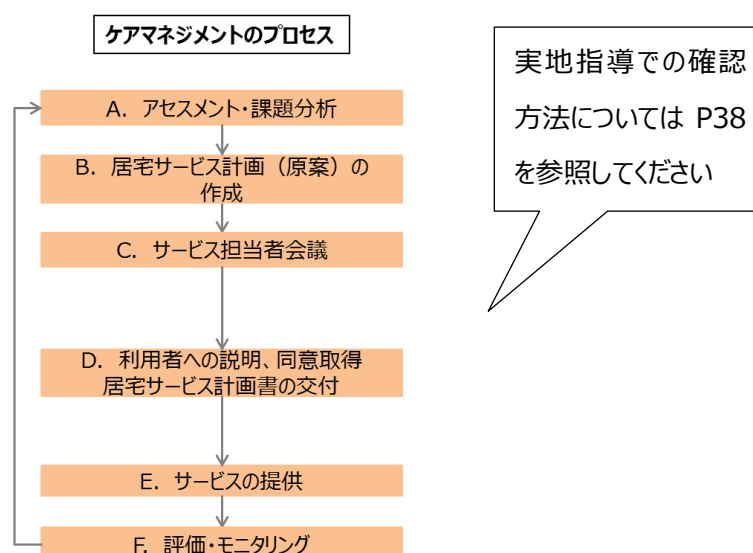 ケアマネジメントのプロセス
実地指導での確認
方法については P38
を参照してください
A. アセスメント・課題分析
B. 居宅サービス計画(原案)の
作成
C. サービス担当者会議
D. 利用者への説明、同意取得
居宅サービス計画書の交付
E. サービスの提供
F. 評価・モニタリング